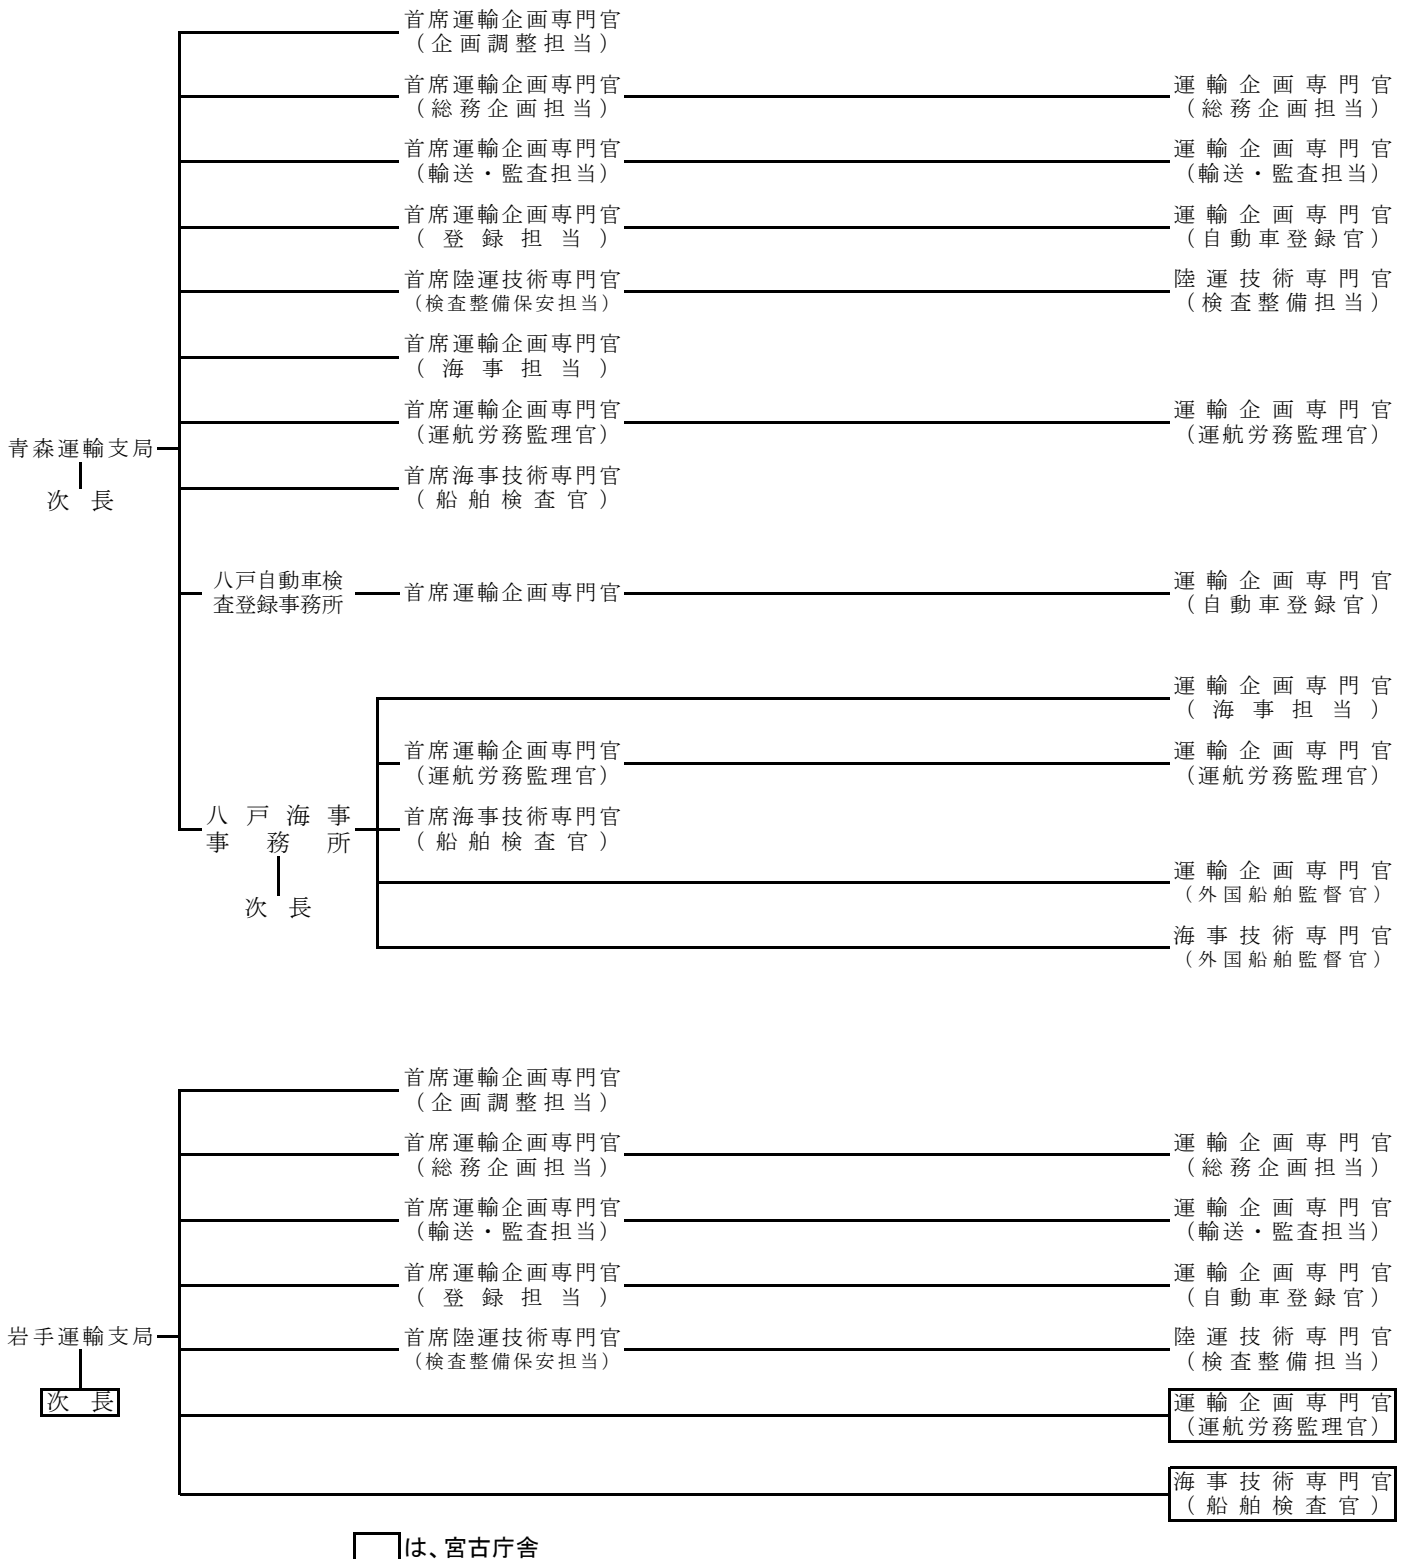 首席運輸企画専門官
（企画調整担当）
首席運輸企画専門官
（総務企画担当）
運輸企画専門官
（総務企画担当）
首席運輸企画専門官
（輸送・監査担当）
運輸企画専門官
（輸送・監査担当）
首席運輸企画専門官
（登録担当）
運輸企画専門官
（自動車登録官）
首席陸運技術専門官
（検査整備保安担当）
陸運技術専門官
（検査整備担当）
首席運輸企画専門官
（海事担当）
首席運輸企画専門官
（運航労務監理官）
運輸企画専門官
（運航労務監理官）
青森運輸支局
次長
首席海事技術専門官
（船舶検査官）
八戸自動車検
査登録事務所
首席運輸企画専門官
運輸企画専門官
（自動車登録官）
運輸企画専門官
（海事担当）
首席運輸企画専門官
（運航労務監理官）
運輸企画専門官
（運航労務監理官）
八戸海事
事務所
次長
首席海事技術専門官
（船舶検査官）
運輸企画専門官
（外国船舶監督官）
海事技術専門官
（外国船舶監督官）
首席運輸企画専門官
（企画調整担当）
首席運輸企画専門官
（総務企画担当）
運輸企画専門官
（総務企画担当）
首席運輸企画専門官
（輸送・監査担当）
運輸企画専門官
（輸送・監査担当）
首席運輸企画専門官
（登録担当）
運輸企画専門官
（自動車登録官）
岩手運輸支局
次長
首席陸運技術専門官
（検査整備保安担当）
陸運技術専門官
（検査整備担当）
運輸企画専門官
（運航労務監理官）
海事技術専門官
（船舶検査官）
は、宮古庁舎